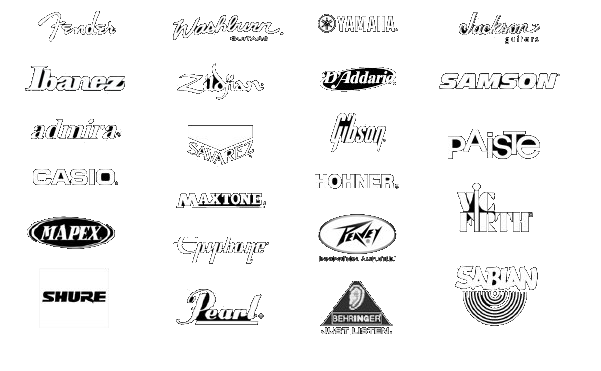 Fender
Washburn
GUITARS
YAMAHA
Jackson
guitars
Ibanez
Zildjian
D'Addario
SAMSON
admira
SAVAREZ
Gibson
PAiSTe
CASIO
MAXTONE
HOHNER
ViC
FiRTH
MAPEX
Epiphone
PEAVEY
SABIAN
SHURE
Pearl
BEHRINGER
JUST LISTEN.